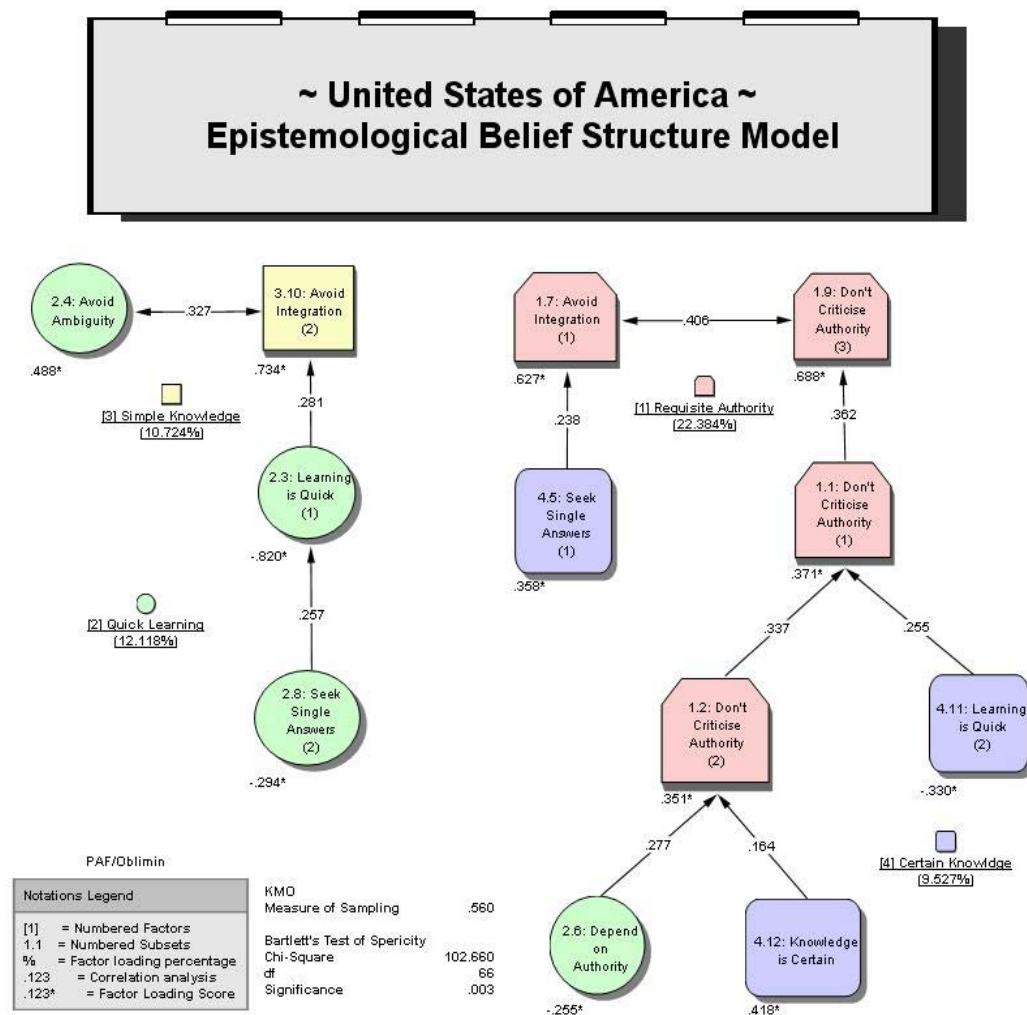 ~ United States of America ~
Epistemological Belief Structure Model
2.4: Avoid
Ambiguity
.488*
.327
3.10: Avoid
Integration
(2)
.734*
1.7: Avoid
Integration
(1)
.627*
.406
1.9: Don't
Criticise
Authority
(3)
.688*
[3] Simple Knowledge
(10.724%)
.281
.238
[1] Requisite Authority
(22.384%)
.362
2.3: Learning
is Quick
(1)
-.820*
4.5: Seek
Single
Answers
(1)
.358*
1.1: Don't
Criticise
Authority
(1)
.371*
[2] Quick Learning
(12.118%)
.257
.337
.255
2.8: Seek
Single
Answers
(2)
-.294*
1.2: Don't
Criticise
Authority
(2)
.351*
4.11: Learning
is Quick
(2)
-.330*
.277
.164
[4] Certain Knowldge
(9.527%)
2.6: Depend
on
Authority
-.255*
4.12: Knowledge
is Certain
.418*
PAF/Oblimin
Notations Legend
[1] = Numbered Factors
1.1 = Numbered Subsets
% = Factor loading percentage
.123 = Correlation analysis
.123* = Factor Loading Score
KMO
Measure of Sampling .560
Bartlett's Test of Spericity
Chi-Square 102.660
df 66
Significance .003